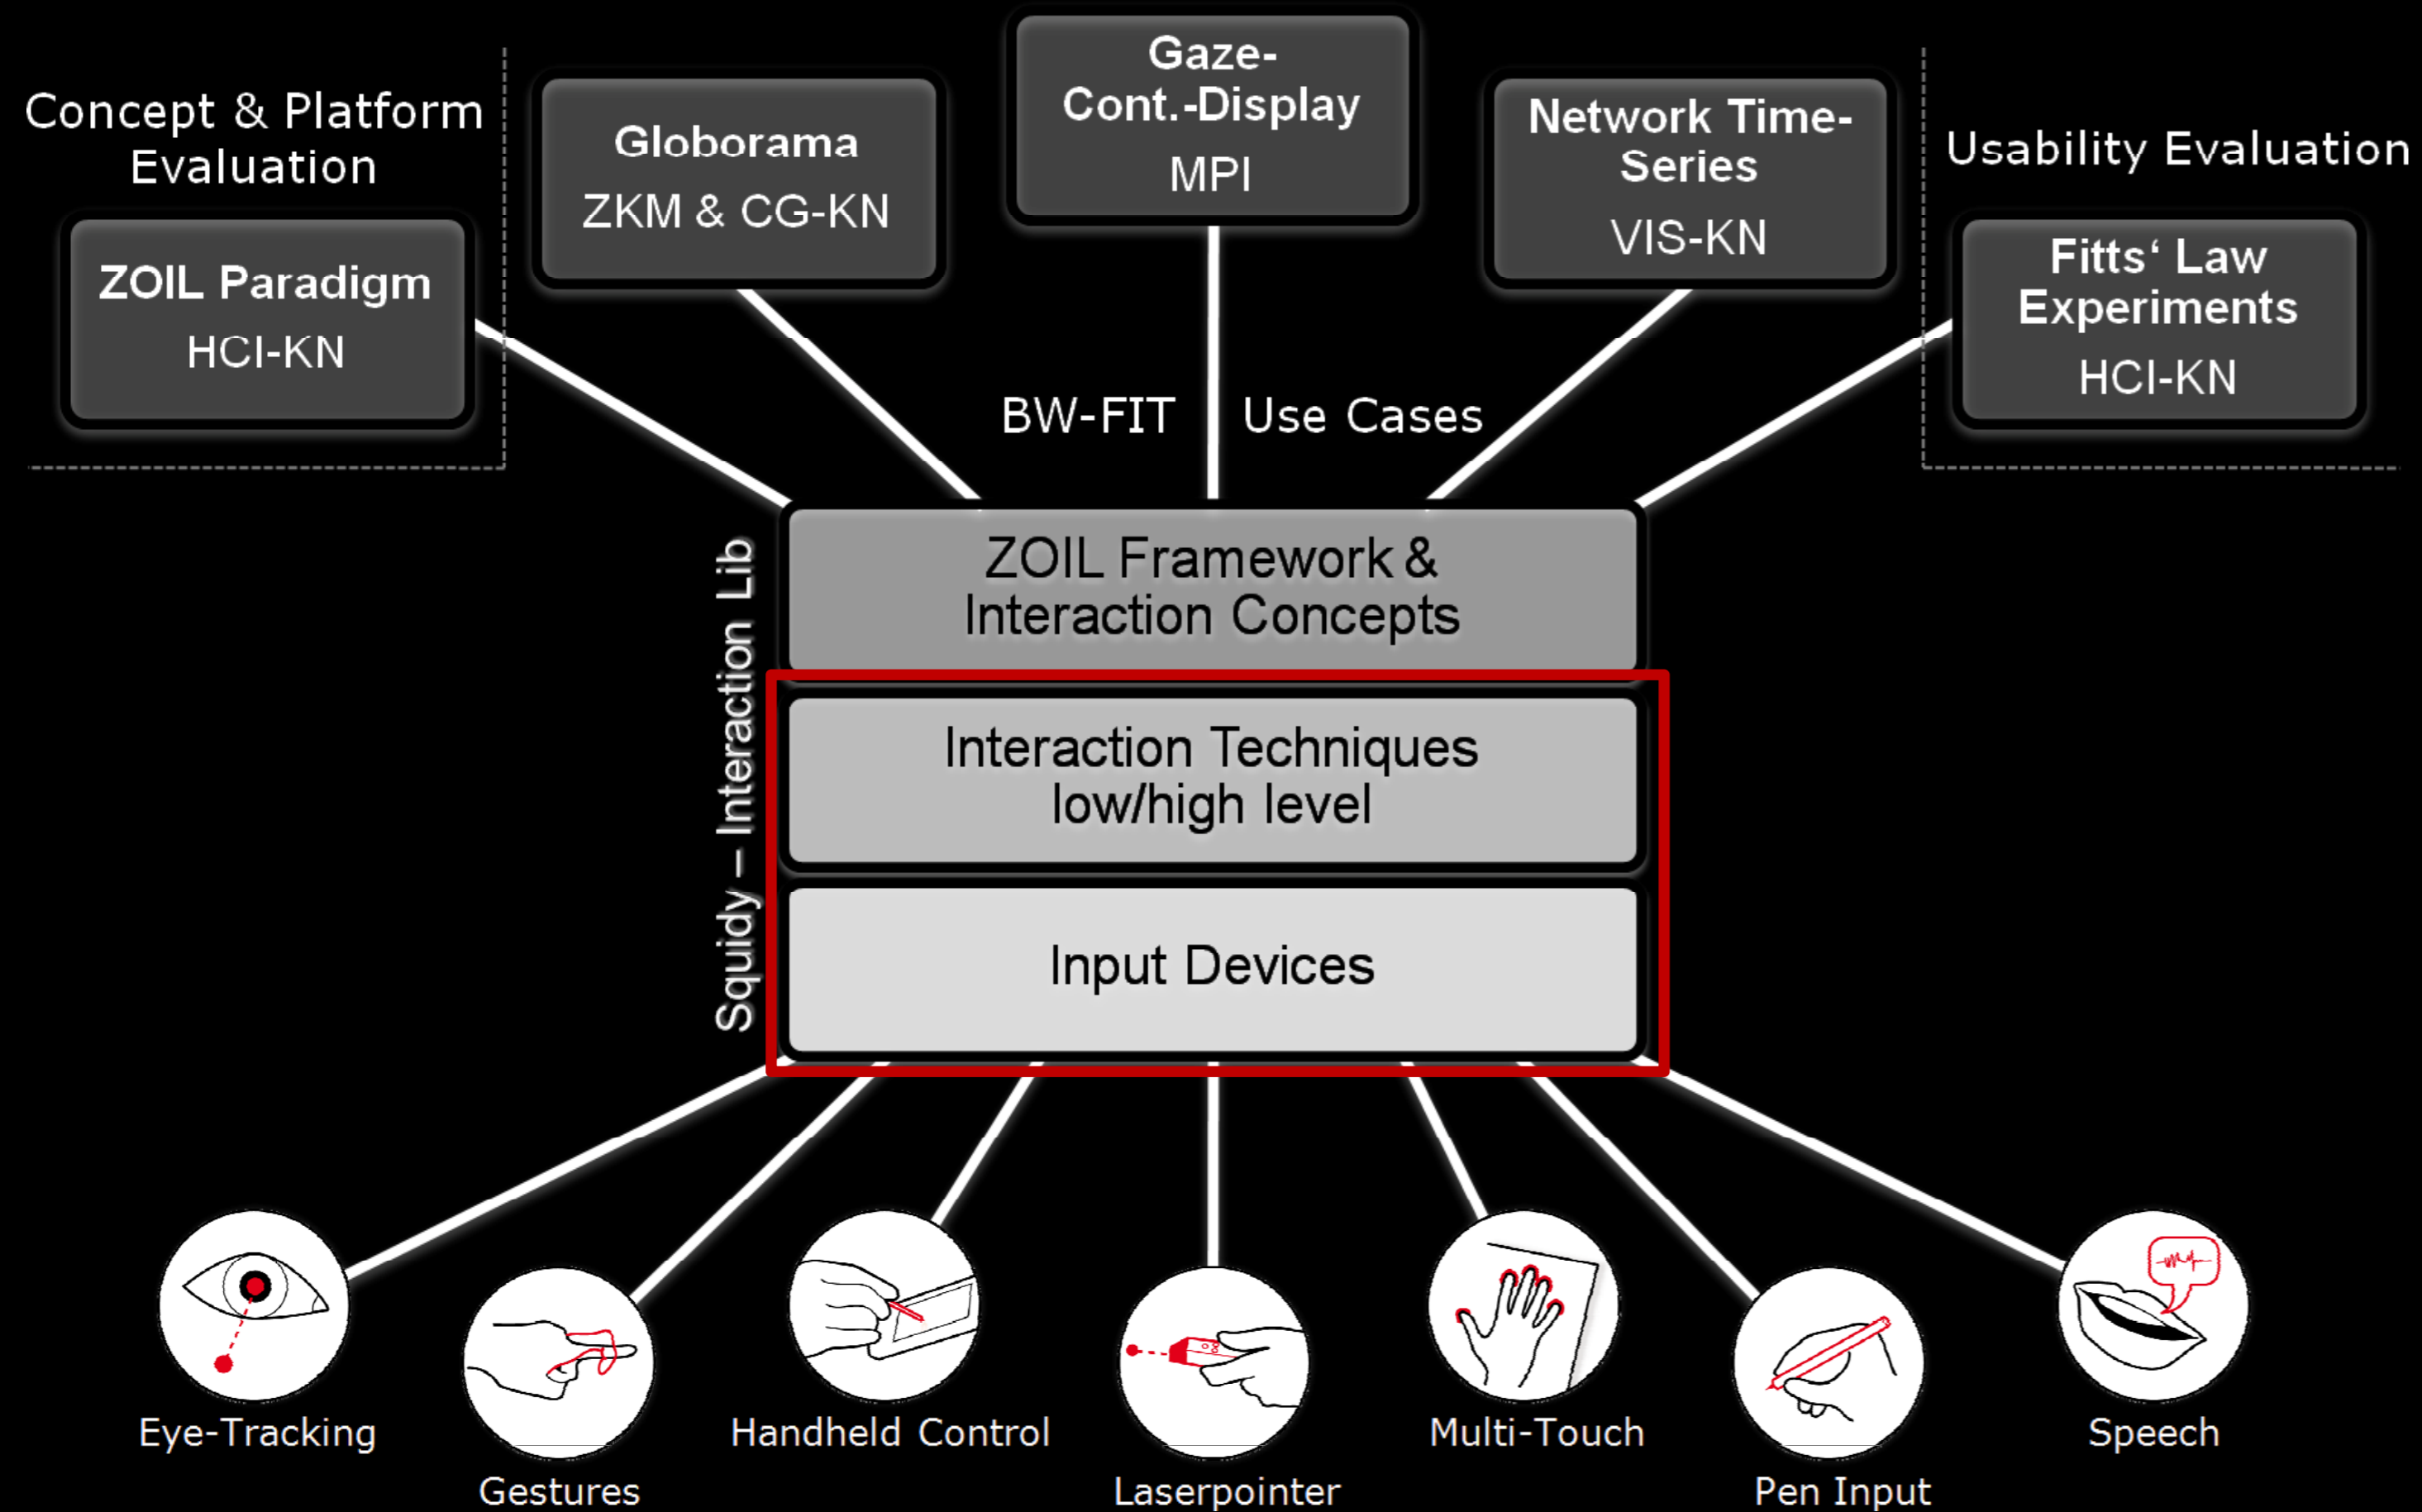 Concept & Platform
Evaluation
ZOIL Paradigm
HCI-KN
Globorama
ZKM & CG-KN
Gaze-
Cont.-Display
MPI
Network Time-
Series
VIS-KN
Usability Evaluation
Fitts‘ Law
Experiments
HCI-KN
BW-FIT Use Cases
Squidy – Interaction Lib
ZOIL Framework &
Interaction Concepts
Interaction Techniques
low/high level
Input Devices
Eye-Tracking
Gestures
Handheld Control
Laserpointer
Multi-Touch
Pen Input
Speech